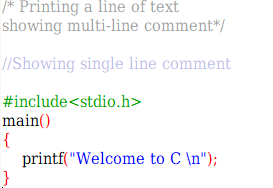 /* Printing a line of text
showing multi-line comment*/
//Showing single line comment
#include<stdio.h>
main()
{
printf("Welcome to C \n");
}